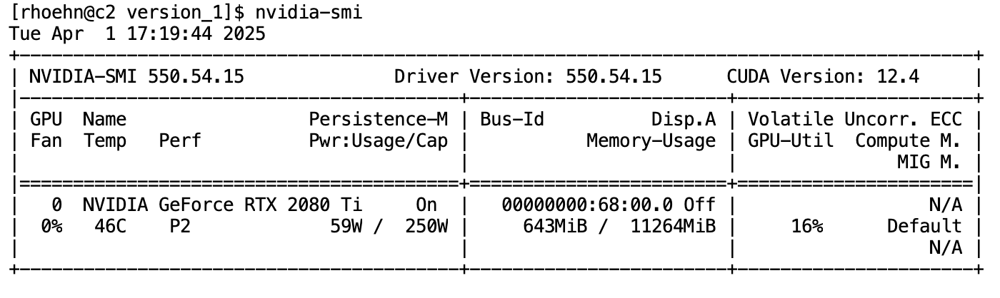 [rhoehn@c2 version_1]$ nvidia-smi
Tue Apr  1 17:19:44 2025
+-----------------------------------------------------------------------------------------+
| NVIDIA-SMI 550.54.15              Driver Version: 550.54.15      CUDA Version: 12.4     |
|-----------------------------------------+------------------------+----------------------+
| GPU  Name                 Persistence-M | Bus-Id          Disp.A | Volatile Uncorr. ECC |
| Fan  Temp   Perf          Pwr:Usage/Cap |           Memory-Usage | GPU-Util  Compute M. |
|                                         |                        |               MIG M. |
|=========================================+========================+======================|
|   0  NVIDIA GeForce RTX 2080 Ti     On  |   00000000:68:00.0 Off |                  N/A |
|  0%   46C    P2              59W /  250W |     643MiB /  11264MiB |     16%      Default |
|                                         |                        |                  N/A |
+-----------------------------------------+------------------------+----------------------+